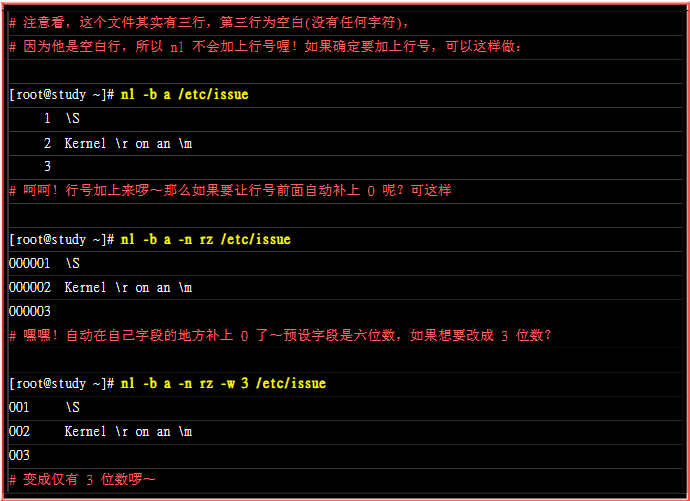 # 注意看，这个文件其实有三行，第三行为空白(没有任何字符)，
# 因为他是空白行，所以 nl 不会加上行号喔！如果确定要加上行号，可以这样做：
[root@study ~]# nl -b a /etc/issue
1 \S
2 Kernel \r on an \m
3
# 呵呵！行号加上来啰～那么如果要让行号前面自动补上 0 呢？可这样
[root@study ~]# nl -b a -n rz /etc/issue
000001 \S
000002 Kernel \r on an \m
000003
# 嘿嘿！自动在自己字段的地方补上 0 了～预设字段是六位数，如果想要改成 3 位数？
[root@study ~]# nl -b a -n rz -w 3 /etc/issue
001 \S
002 Kernel \r on an \m
003
# 变成仅有 3 位数啰～